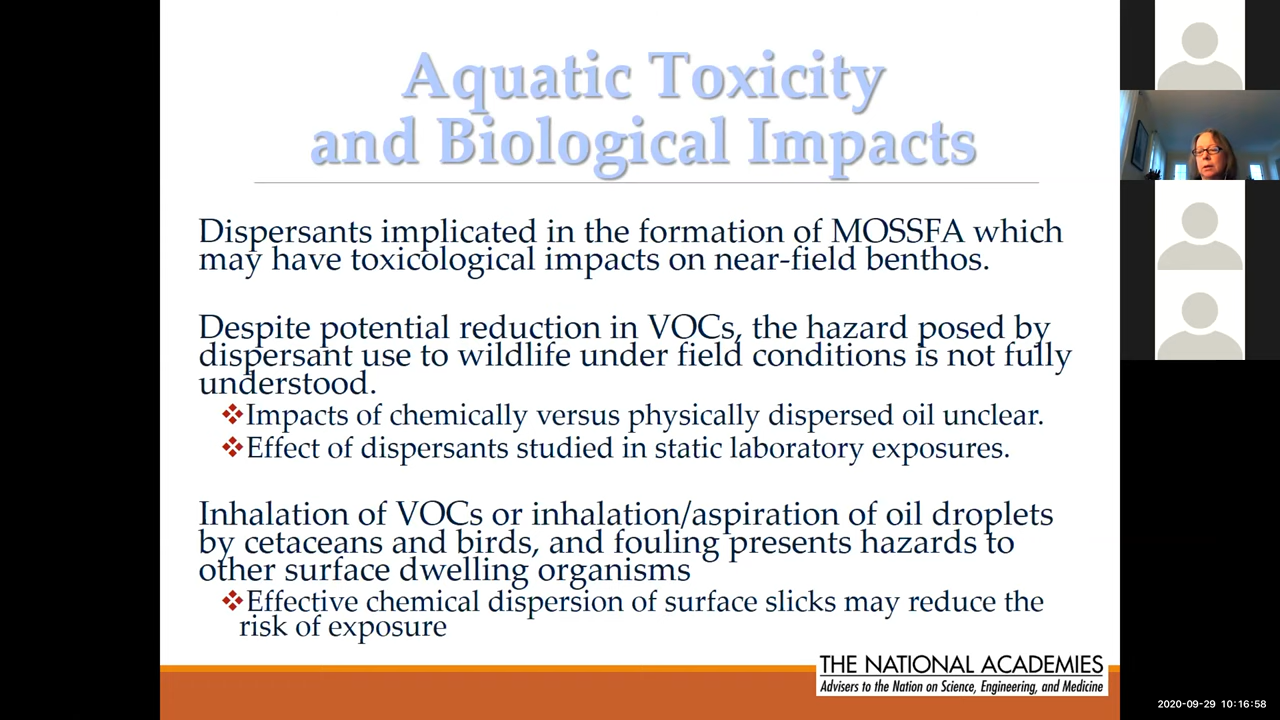 Aquatic Toxicity
and Biological Impacts
Dispersants implicated in the formation of MOSSFA which
may have toxicological impacts on near-field benthos.
Despite potential reduction in VOCs, the hazard posed by
dispersant use to wildlife under field conditions is not fully
understood.
❖Impacts of chemically versus physically dispersed oil unclear.
❖Effect of dispersants studied in static laboratory exposures.
Inhalation of VOCs or inhalation/aspiration of oil droplets
by cetaceans and birds, and fouling presents hazards to
other surface dwelling organisms
❖Effective chemical dispersion of surface slicks may reduce the
risk of exposure
THE NATIONAL ACADEMIES
Advisers to the Nation on Science, Engineering, and Medicine
2020-09-29 10:16:58